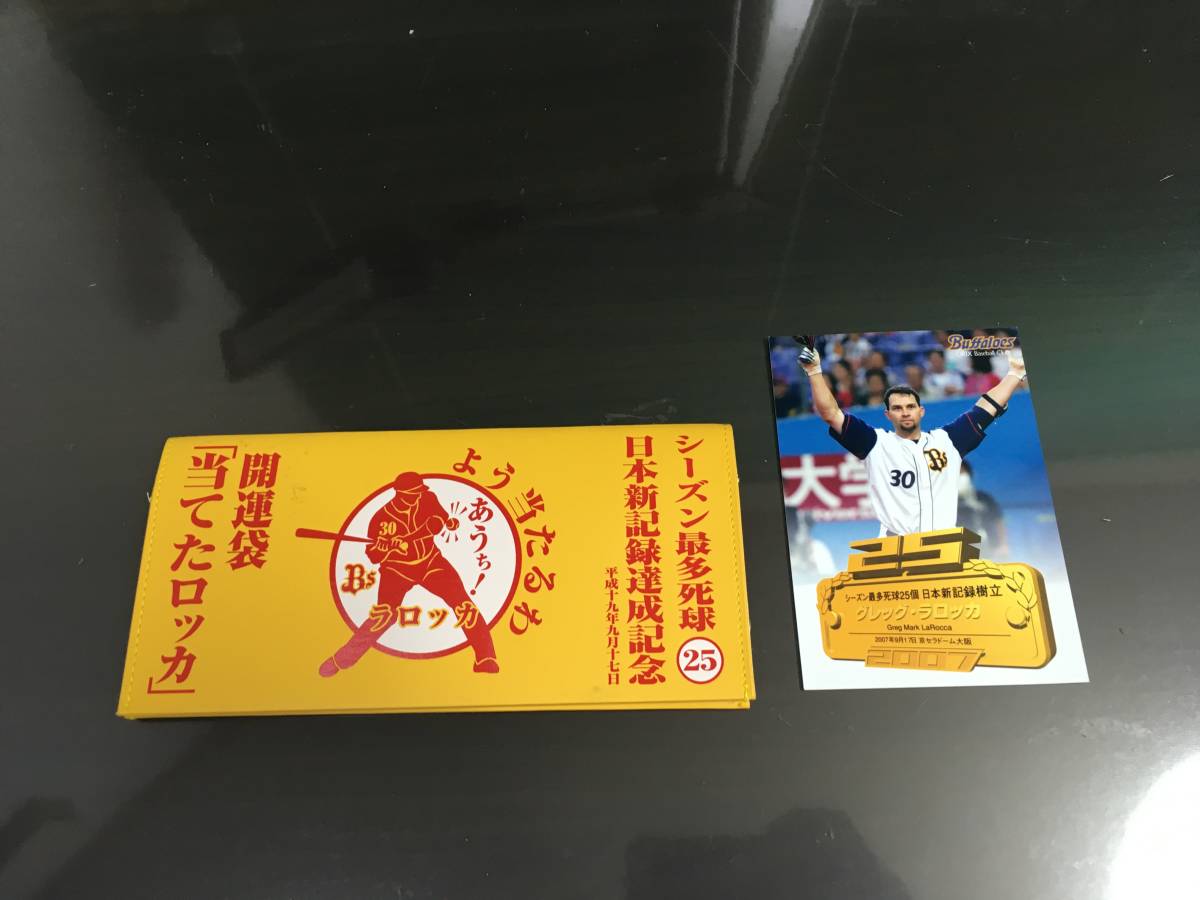 シーズン最多死球 25
日本新記録達成記念
平成十九年九月十七日
よう当たるち
あうち!
30
Bs
ラロッカ
開運袋
「当てたロッカ」
Buffaloes
ORIX Baseball Club
大学
Bs
30
25
シーズン最多死球25個 日本新記録樹立
グレッグ・ラロッカ
Greg Mark LaRocca
2007年9月17日 京セラドーム大阪
2007